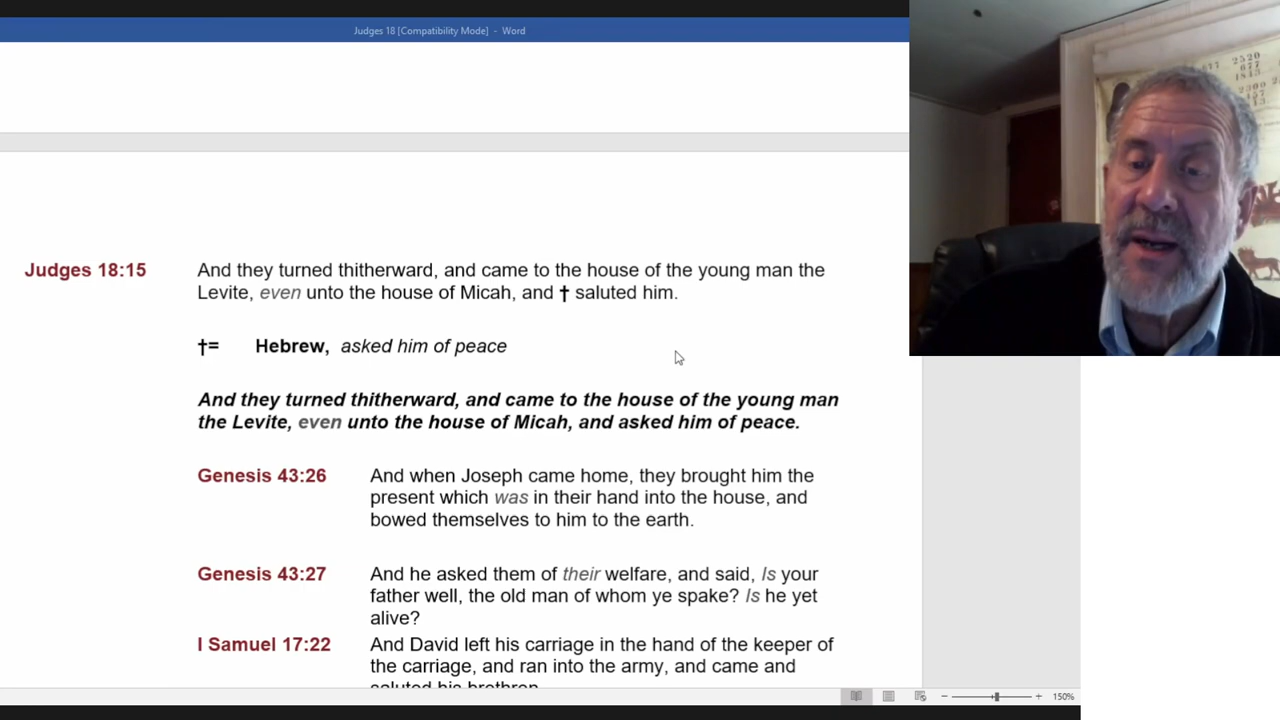 Judges 18 [Compatibility Mode] - Word
Judges 18:15 And they turned thitherward, and came to the house of the young man the
Levite, even unto the house of Micah, and † saluted him.
†= Hebrew, asked him of peace
And they turned thitherward, and came to the house of the young man
the Levite, even unto the house of Micah, and asked him of peace.
Genesis 43:26 And when Joseph came home, they brought him the
present which was in their hand into the house, and
bowed themselves to him to the earth.
Genesis 43:27 And he asked them of their welfare, and said, Is your
father well, the old man of whom ye spake? Is he yet
alive?
I Samuel 17:22 And David left his carriage in the hand of the keeper of
the carriage, and ran into the army, and came and
saluted his brethren
150%
677 2520
677